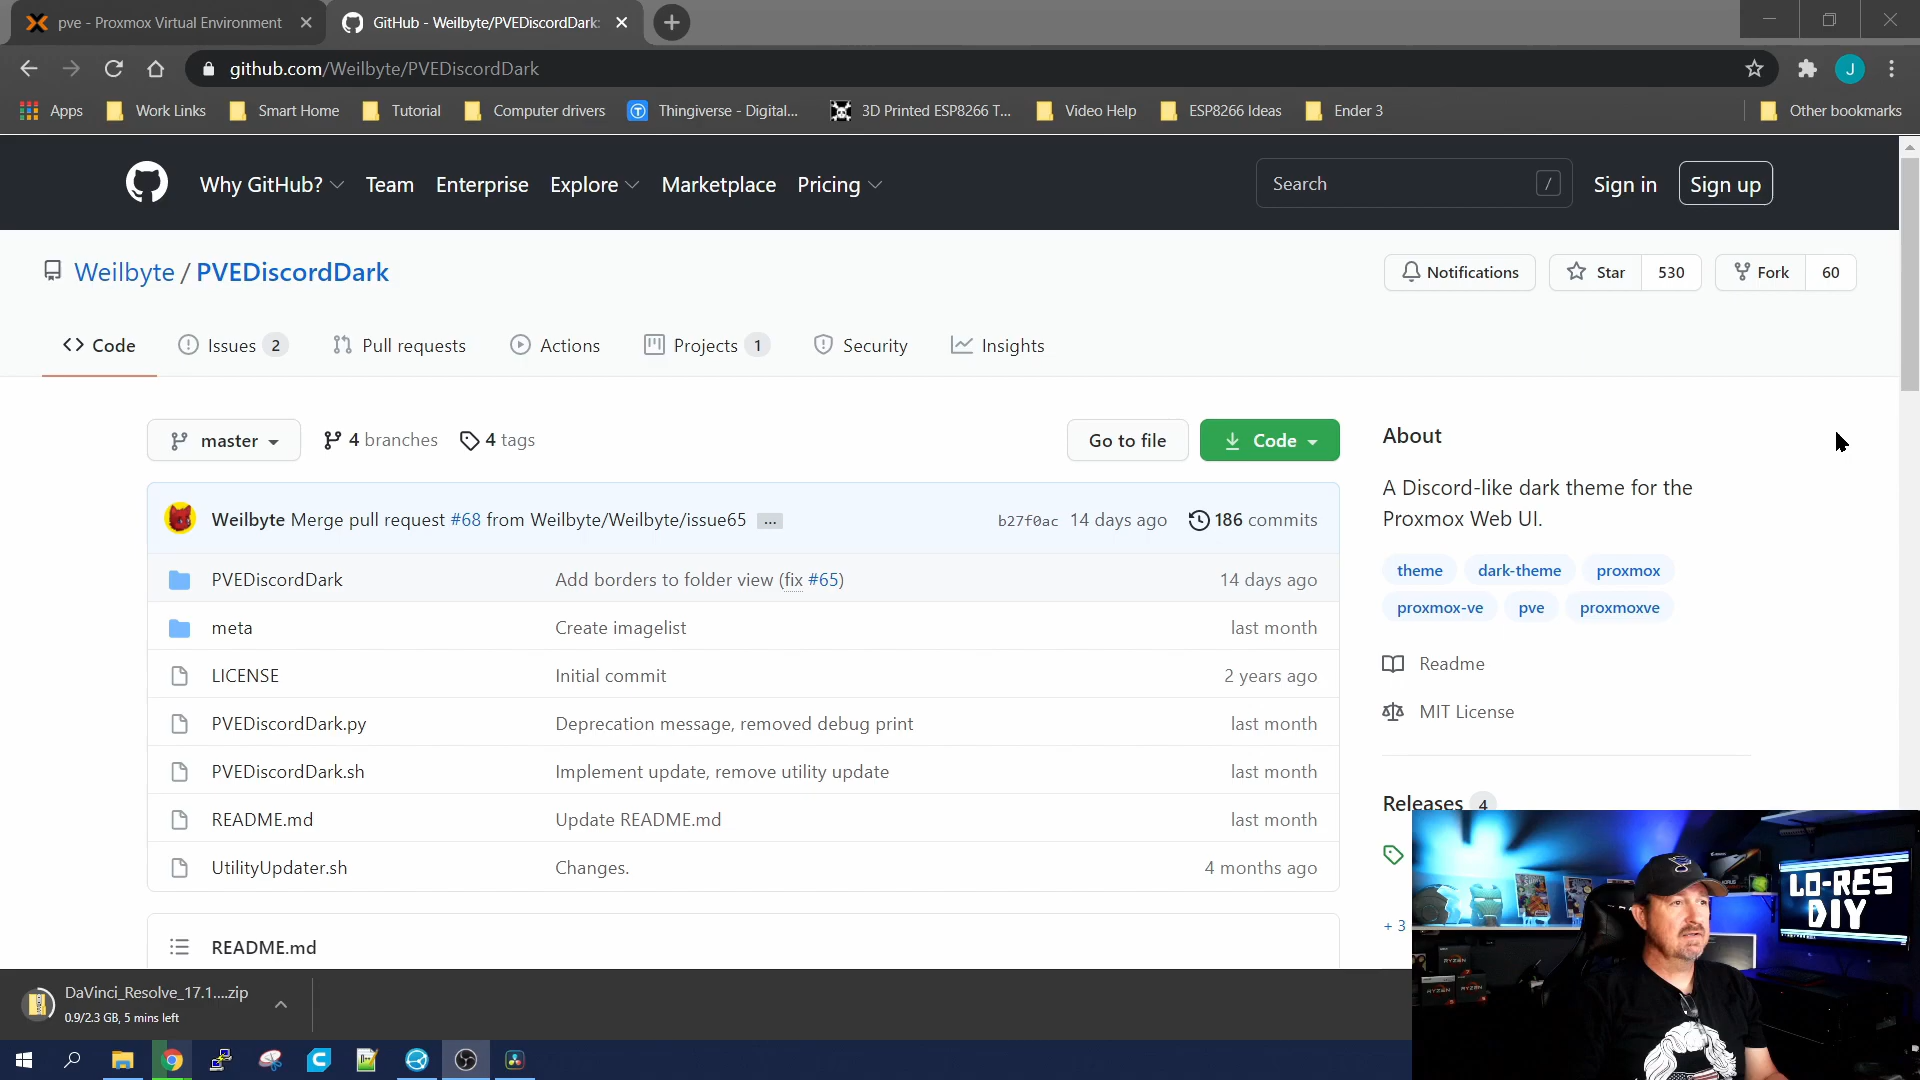 pve - Proxmox Virtual Environment
GitHub - Weilbyte/PVEDiscordDark:
github.com/Weilbyte/PVEDiscordDark
J
Apps
Work Links
Smart Home
Tutorial
Computer drivers
Thingiverse - Digital...
3D Printed ESP8266 T...
Video Help
ESP8266 Ideas
Ender 3
Other bookmarks
Why GitHub?
Team
Enterprise
Explore
Marketplace
Pricing
Search
/
Sign in
Sign up
Weilbyte / PVEDiscordDark
Notifications
Star 530
Fork 60
Code
Issues 2
Pull requests
Actions
Projects 1
Security
Insights
master
4 branches
4 tags
Go to file
Code
Weilbyte Merge pull request #68 from Weilbyte/Weilbyte/issue65 ...
b27f0ac 14 days ago
186 commits
PVEDiscordDark Add borders to folder view (fix #65) 14 days ago
meta Create imagelist last month
LICENSE Initial commit 2 years ago
PVEDiscordDark.py Deprecation message, removed debug print last month
PVEDiscordDark.sh Implement update, remove utility update last month
README.md Update README.md last month
UtilityUpdater.sh Changes. 4 months ago
README.md
About
A Discord-like dark theme for the
Proxmox Web UI.
theme dark-theme proxmox
proxmox-ve pve proxmoxve
Readme
MIT License
Releases 4
+ 3
LO-RES
DIY
RYZEN
RYZEN
RYZEN
DaVinci_Resolve_17.1....zip
0.9/2.3 GB, 5 mins left